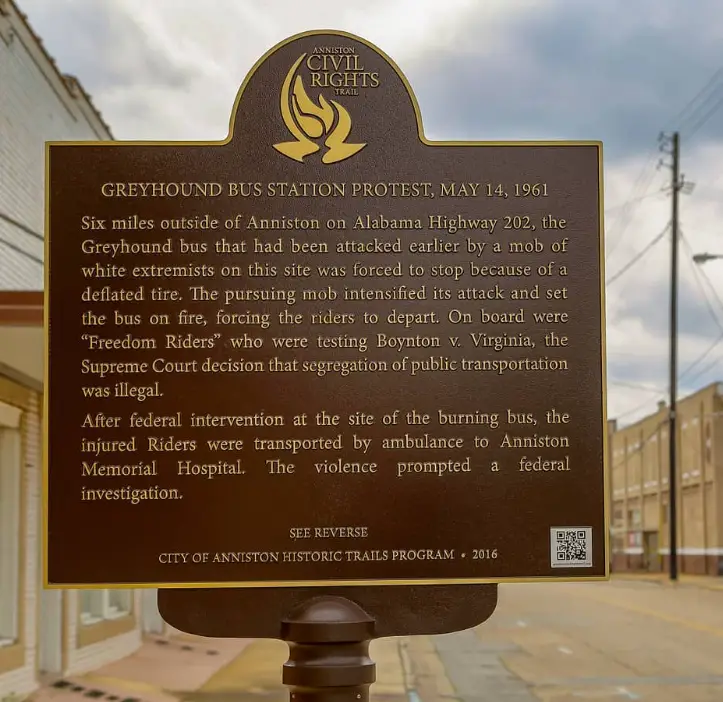 ANNISTON
CIVIL
RIGHTS
TRAIL
GREYHOUND BUS STATION PROTEST, MAY 14, 1961
Six miles outside of Anniston on Alabama Highway 202, the
Greyhound bus that had been attacked earlier by a mob of
white extremists on this site was forced to stop because of a
deflated tire. The pursuing mob intensified its attack and set
the bus on fire, forcing the riders to depart. On board were
“Freedom Riders” who were testing Boynton v. Virginia, the
Supreme Court decision that segregation of public transportation
was illegal.
After federal intervention at the site of the burning bus, the
injured Riders were transported by ambulance to Anniston
Memorial Hospital. The violence prompted a federal
investigation.
SEE REVERSE
CITY OF ANNISTON HISTORIC TRAILS PROGRAM • 2016